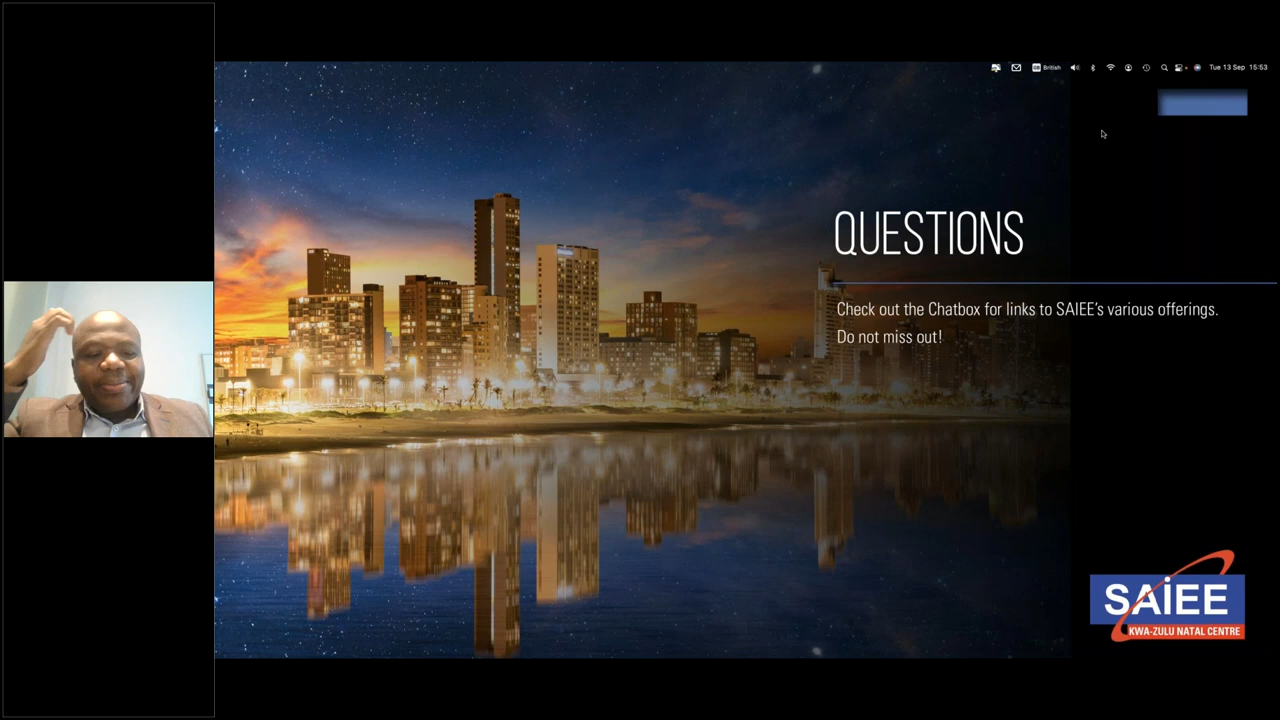 British
Tue 13 Sep 15:53
QUESTIONS
Check out the Chatbox for links to SAIEE's various offerings.
Do not miss out!
SAiEE
KWA-ZULU NATAL CENTRE